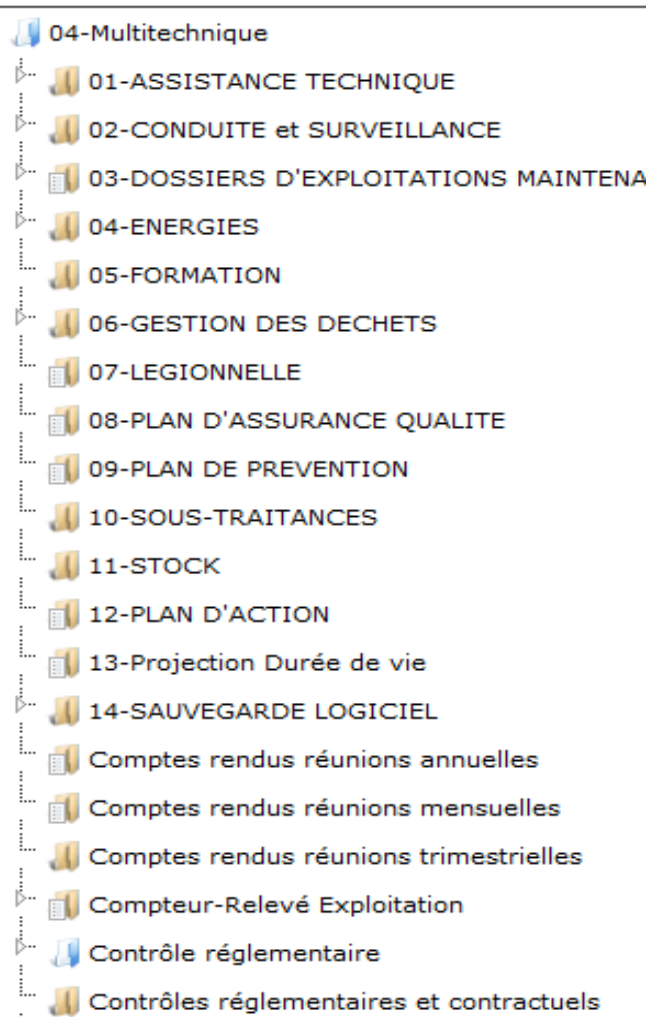 04-Multitechnique
01-ASSISTANCE TECHNIQUE
02-CONDUITE et SURVEILLANCE
03-DOSSIERS D'EXPLOITATIONS MAINTENA
04-ENERGIES
05-FORMATION
06-GESTION DES DECHETS
07-LEGIONNELLE
08-PLAN D'ASSURANCE QUALITE
09-PLAN DE PREVENTION
10-SOUS-TRAITANCES
11-STOCK
12-PLAN D'ACTION
13-Projection Durée de vie
14-SAUVEGARDE LOGICIEL
Comptes rendus réunions annuelles
Comptes rendus réunions mensuelles
Comptes rendus réunions trimestrielles
Compteur-Relevé Exploitation
Contrôle réglementaire
Contrôles réglementaires et contractuels